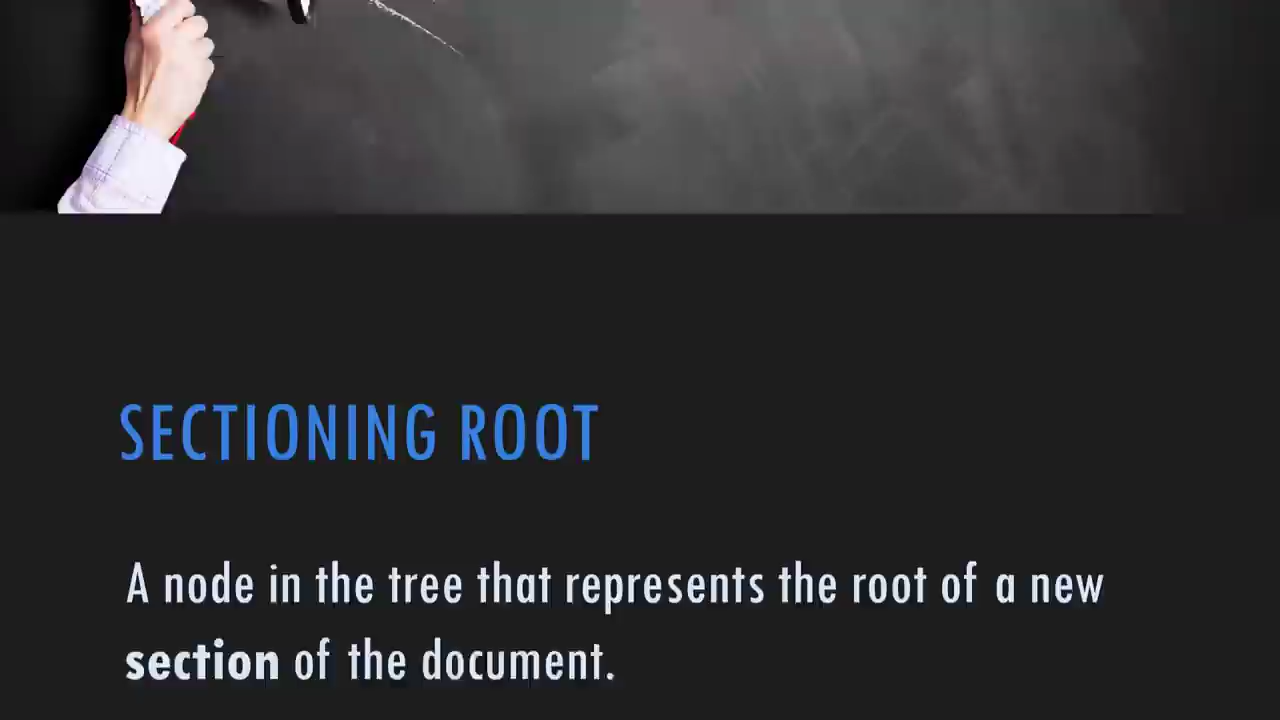 SECTIONING ROOT
A node in the tree that represents the root of a new
section of the document.